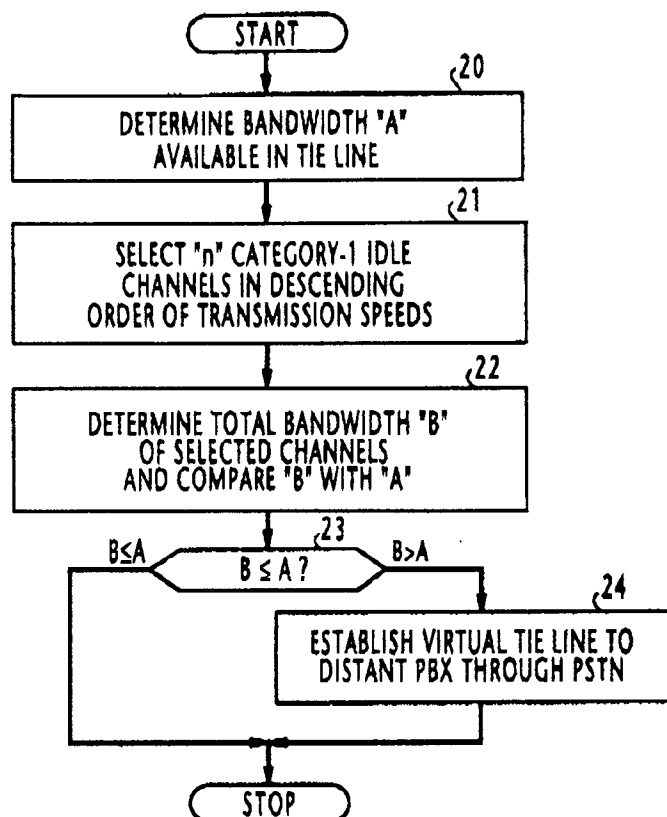 START
20
DETERMINE BANDWIDTH "A"
AVAILABLE IN TIE LINE
21
SELECT "n" CATEGORY-1 IDLE
CHANNELS IN DESCENDING
ORDER OF TRANSMISSION SPEEDS
22
DETERMINE TOTAL BANDWIDTH "B"
OF SELECTED CHANNELS
AND COMPARE "B" WITH "A"
23
B≤A
B ≤ A ?
B>A
24
ESTABLISH VIRTUAL TIE LINE TO
DISTANT PBX THROUGH PSTN
STOP